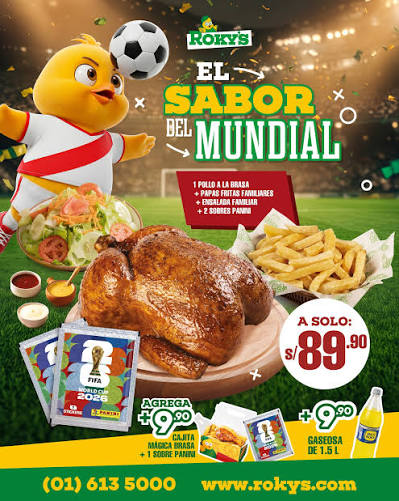 ROKY'S
EL
SABOR
DEL
MUNDIAL
1 POLLO A LA BRASA
+ PAPAS FRITAS FAMILIARES
+ ENSALADA FAMILIAR
+ 2 SOBRES PANINI
A SOLO:
S/89.90
FIFA
WORLD CUP
2026
PANINI
AGREGA
+9.90
CAJITA
MÁGICA BRASA
+ 1 SOBRE PANINI
+9.90
GASEOSA
DE 1.5 L
(01) 613 5000
www.rokys.com